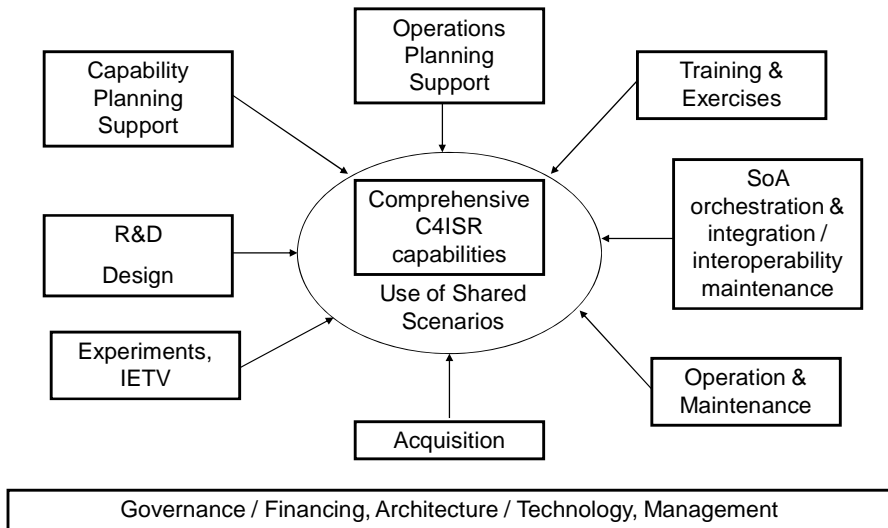 Operations
Planning
Support
Capability
Planning
Support
Training &
Exercises
Comprehensive
C4ISR
capabilities
Use of Shared
Scenarios
SoA
orchestration &
integration /
interoperability
maintenance
R&D
Design
Experiments,
IETV
Operation &
Maintenance
Acquisition
Governance / Financing, Architecture / Technology, Management